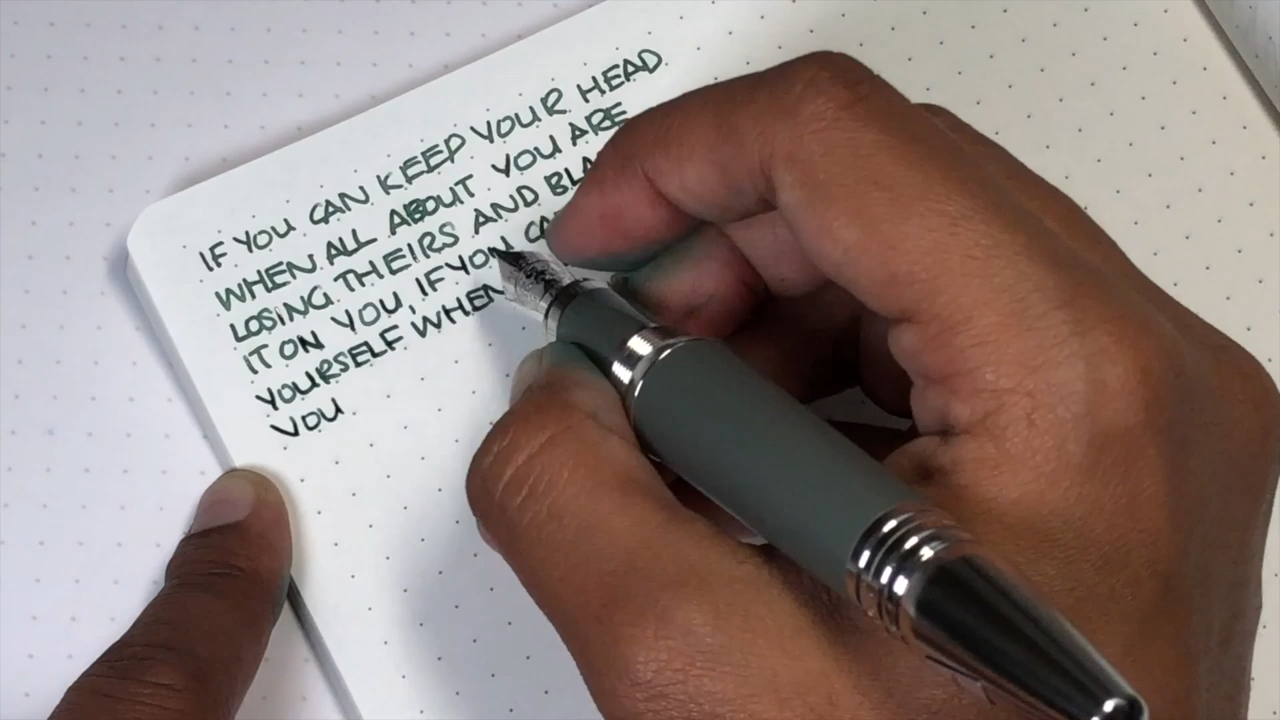 IF YOU CAN KEEP YOUR HEAD
WHEN ALL ABOUT YOU ARE
LOSING THEIRS AND
IT ON YOU, IF YOU
YOURSELF WHEN
YOU